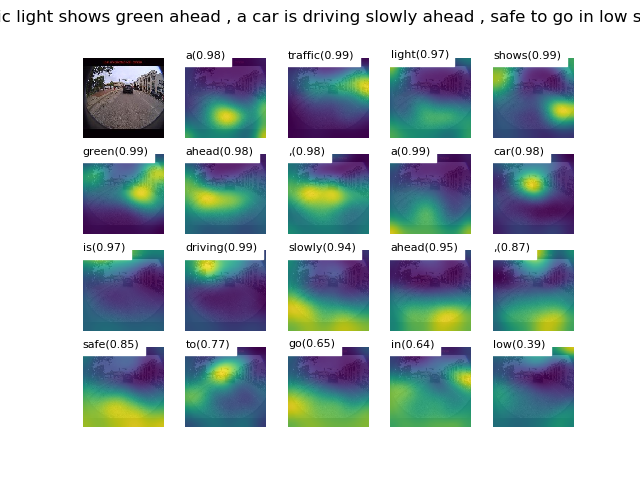 ic light shows green ahead , a car is driving slowly ahead , safe to go in low s
a(0.98) traffic(0.99) light(0.97) shows(0.99)
green(0.99) ahead(0.98) ,(0.98) a(0.99) car(0.98)
is(0.97) driving(0.99) slowly(0.94) ahead(0.95) ,(0.87)
safe(0.85) to(0.77) go(0.65) in(0.64) low(0.39)